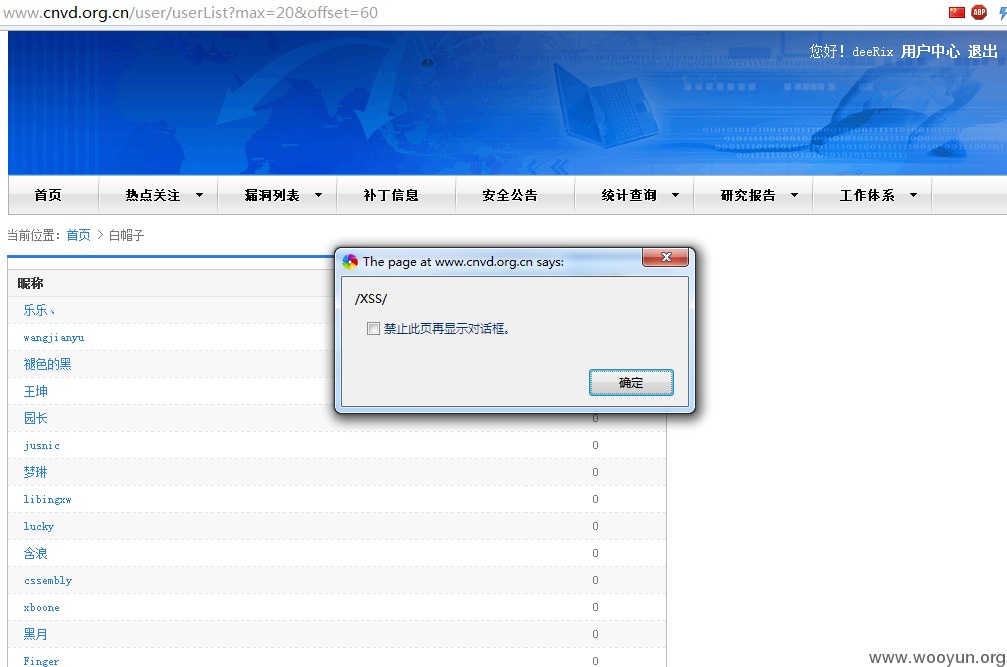 www.cnvd.org.cn/user/userList?max=20&offset=60
ABP
您好! deeRix 用户中心 退出
首页 热点关注 漏洞列表 补丁信息 安全公告 统计查询 研究报告 工作体系
当前位置: 首页 > 白帽子
The page at www.cnvd.org.cn says:
/XSS/
禁止此页再显示对话框。
确定
昵称
乐乐、
wangjianyu
褪色的黑
王坤
园长 0
jusnic 0
梦琳 0
libingxw 0
lucky 0
含浪 0
cssembly 0
xboone 0
黑月 0
Finger 0
www.wooyun.org